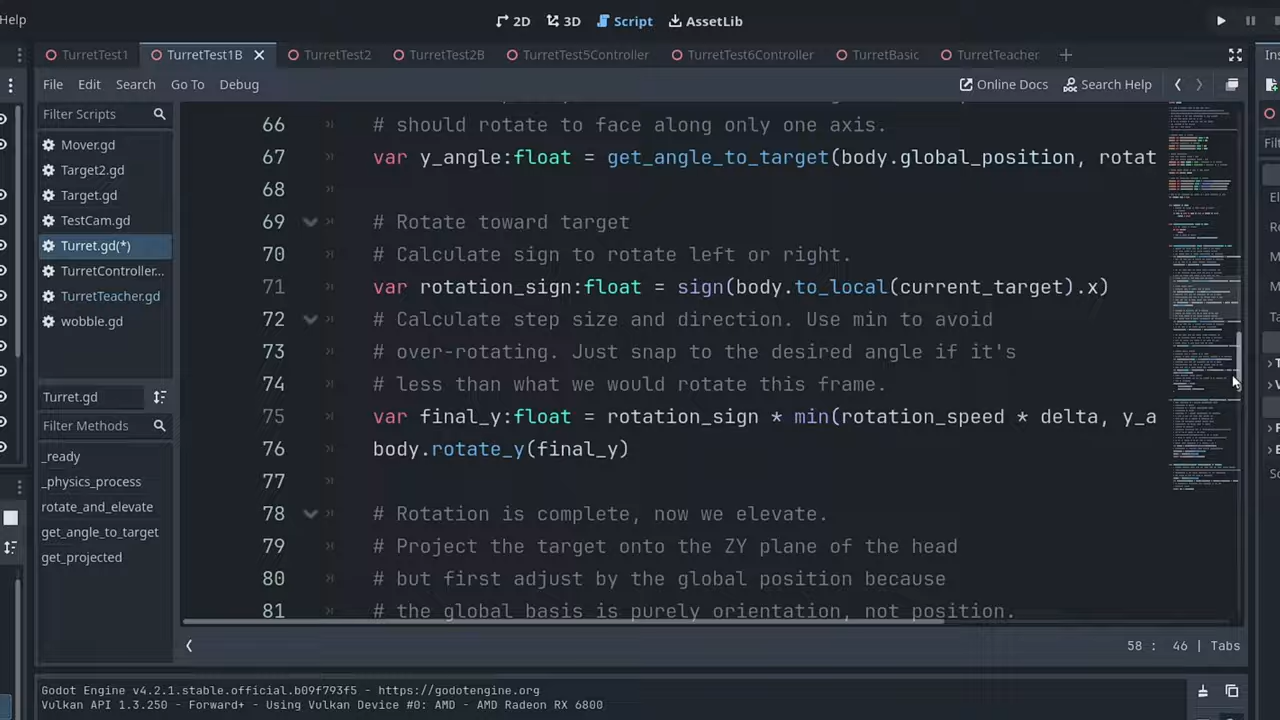 Help
2D 3D Script AssetLib
TurretTest1 TurretTest1B TurretTest2 TurretTest2B TurretTest5Controller TurretTest6Controller TurretBasic TurretTeacher
File Edit Search Go To Debug
Online Docs Search Help
Filter Scripts
Mover.gd
Target2.gd
Target.gd
TestCam.gd
Turret.gd(*)
TurretController...
TurretTeacher.gd
wobble.gd
Turret.gd
Filter Methods
_ready
_physics_process
rotate_and_elevate
get_angle_to_target
get_projected
66 # should rotate to face along only one axis.
67 var y_angle:float = get_angle_to_target(body.global_position, rotat
68
69 # Rotate toward target
70 # Calculate sign to rotate left or right.
71 var rotation_sign:float = sign(body.to_local(current_target).x)
72 # Calculate step size and direction. Use min to avoid
73 # over-rotating. Just snap to the desired angle if it's
74 # less than what we would rotate this frame.
75 var final_y:float = rotation_sign * min(rotation_speed * delta, y_a
76 body.rotate_y(final_y)
77
78 # Rotation is complete, now we elevate.
79 # Project the target onto the ZY plane of the head
80 # but first adjust by the global position because
81 # the global basis is purely orientation, not position.
58 : 46 | Tabs
Godot Engine v4.2.1.stable.official.b09f793f5 - https://godotengine.org
Vulkan API 1.3.250 - Forward+ - Using Vulkan Device #0: AMD - AMD Radeon RX 6800